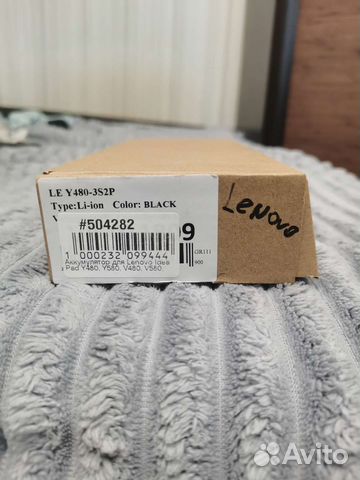 LE Y480-3S2P
Type:Li-ion Color: BLACK
V
#504282
99
1 000232 099444
Аккумулятор для Lenovo Idea
Pad Y480, Y580, V480, V580
Lenovo
Avito